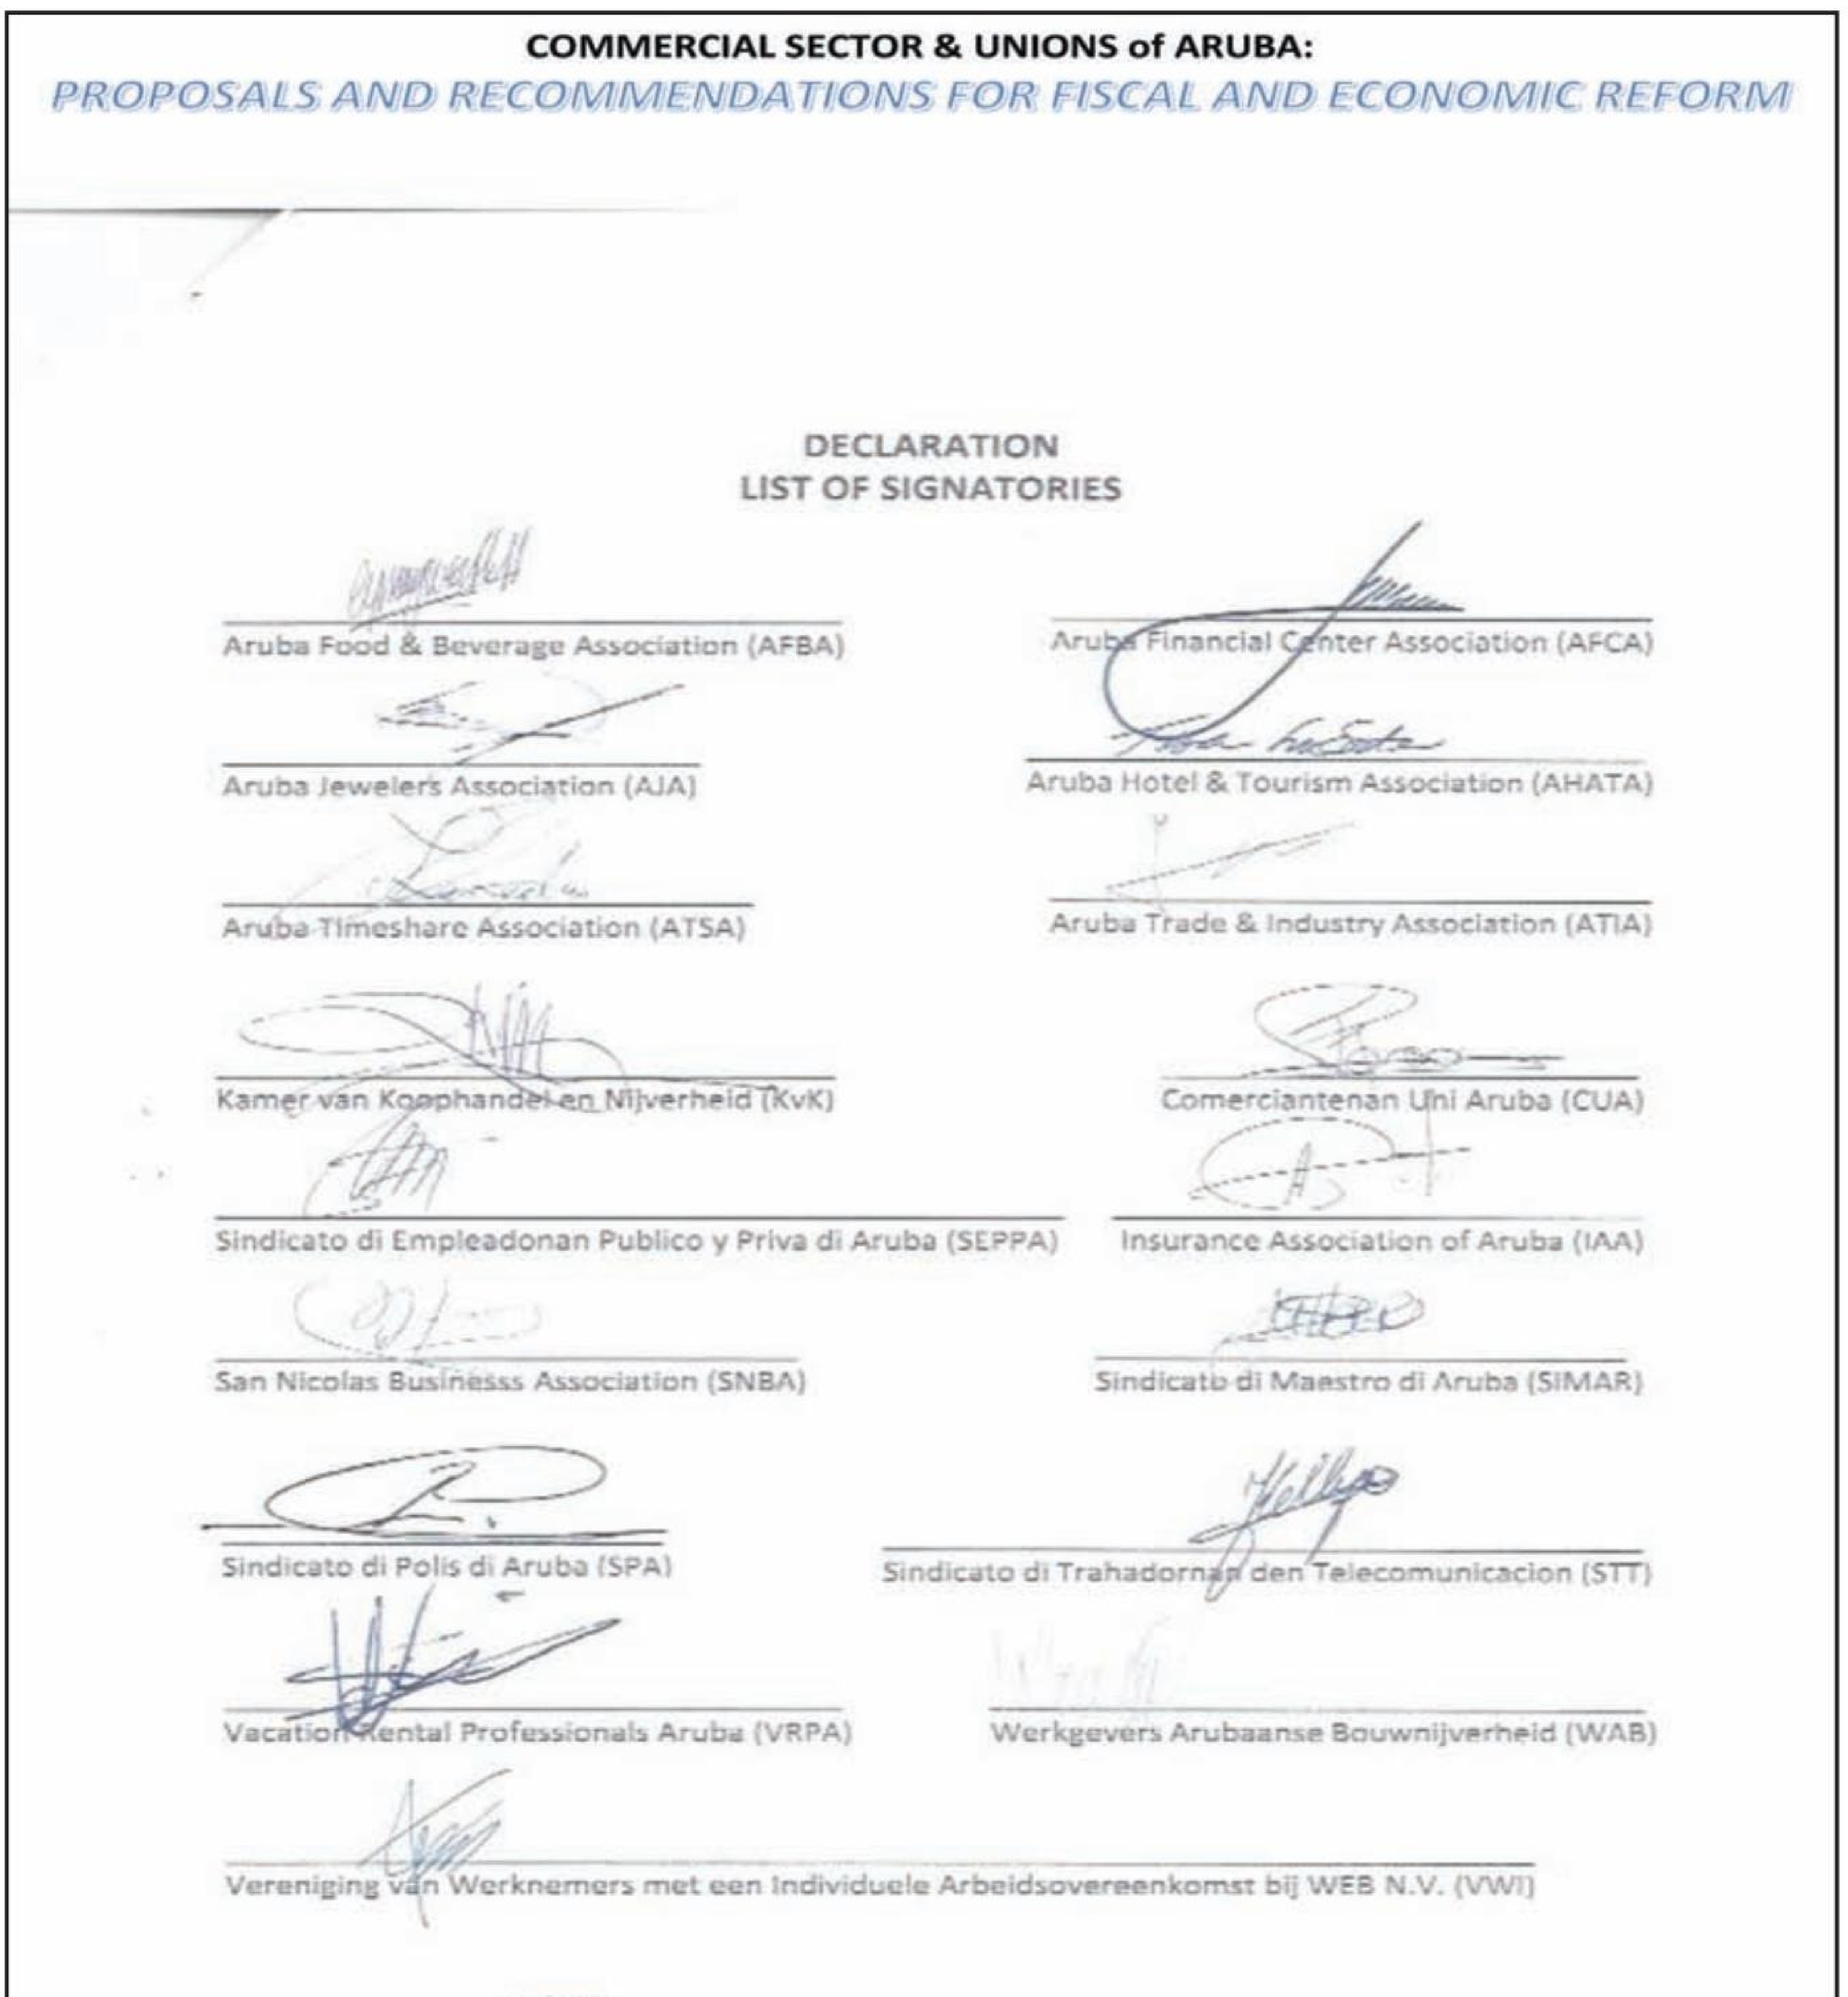 COMMERCIAL SECTOR & UNIONS of ARUBA:
PROPOSALS AND RECOMMENDATIONS FOR FISCAL AND ECONOMIC REFORM
DECLARATION
LIST OF SIGNATORIES
Aruba Food & Beverage Association (AFBA)
Aruba Financial Center Association (AFCA)
Aruba Jewelers Association (AJA)
Aruba Hotel & Tourism Association (AHATA)
Aruba Timeshare Association (ATSA)
Aruba Trade & Industry Association (ATIA)
Kamer van Koophandel en Nijverheid (KvK)
Comerciantenan Uni Aruba (CUA)
Sindicato di Empleadonan Publico y Priva di Aruba (SEPPA)
Insurance Association of Aruba (IAA)
San Nicolas Businesss Association (SNBA)
Sindicato di Maestro di Aruba (SIMAR)
Sindicato di Polis di Aruba (SPA)
Sindicato di Trahadornan den Telecomunicacion (STT)
Vacation Rental Professionals Aruba (VRPA)
Werkgevers Arubaanse Bouwnijverheid (WAB)
Vereniging van Werknemers met een Individuele Arbeidsovereenkomst bij WEB N.V. (VWI)